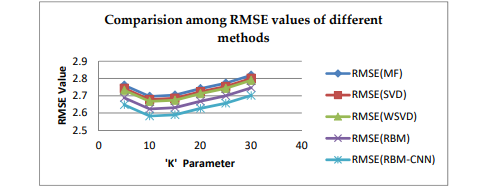 Comparision among RMSE values of different
methods
RMSE Value
2.9
2.8
2.7
2.6
2.5
0
10
20
30
40
'K' Parameter
RMSE(MF)
RMSE(SVD)
RMSE(WSVD)
RMSE(RBM)
RMSE(RBM-CNN)